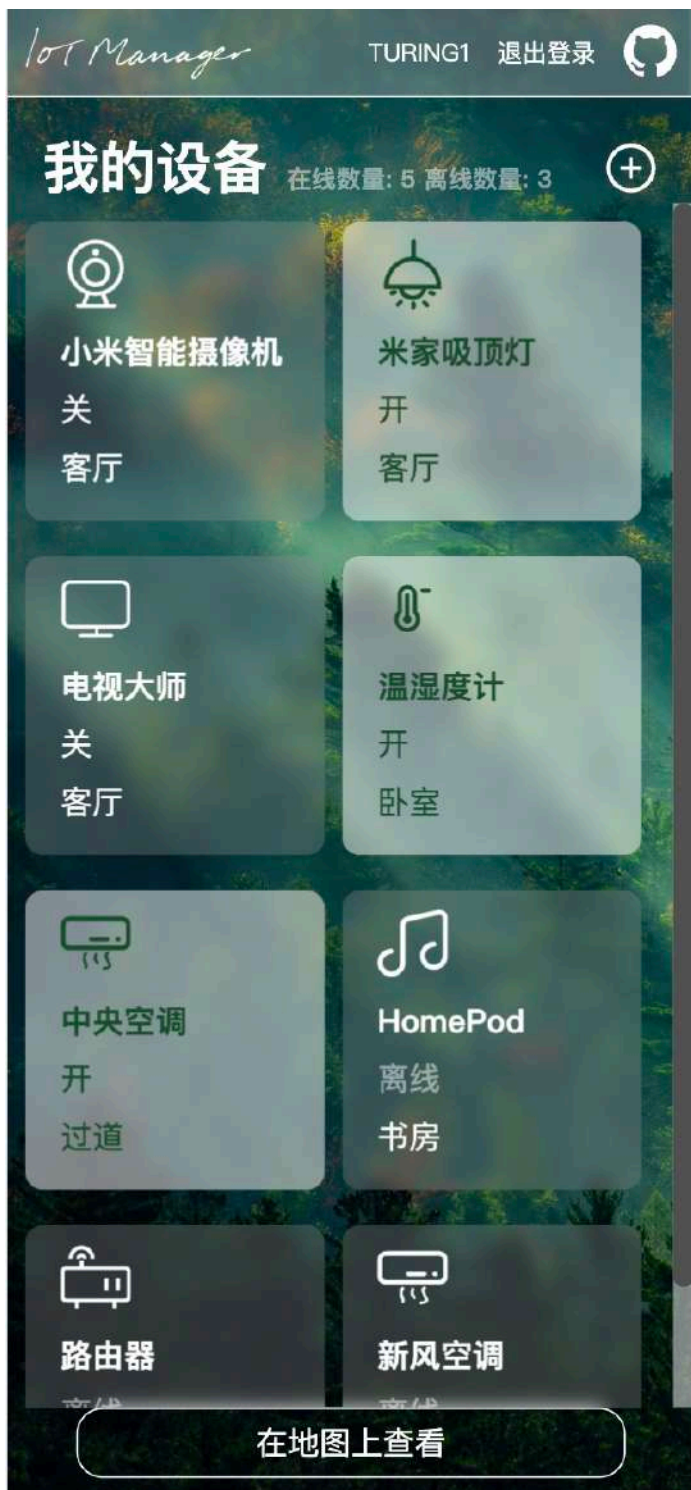 IoT Manager TURING1 退出登录
我的设备 在线数量: 5 离线数量: 3
小米智能摄像机
关
客厅
米家吸顶灯
开
客厅
电视大师
关
客厅
温湿度计
开
卧室
中央空调
开
过道
HomePod
离线
书房
路由器
离线
新风空调
离线
在地图上查看